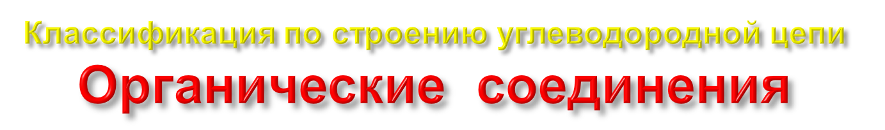 Классификация по строению углеводородной цепи
Органические соединения